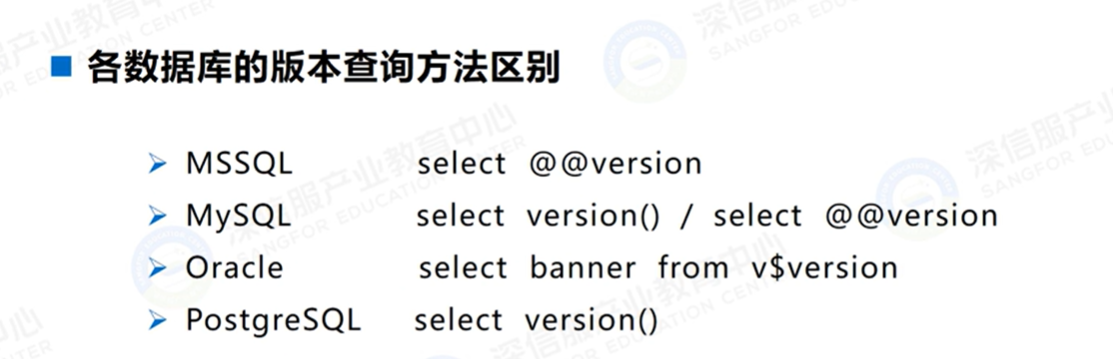 各数据库的版本查询方法区别
MSSQL select @@version
MySQL select version() / select @@version
Oracle select banner from v$version
PostgreSQL select version()
深信服产业教育中心
SANGFOR EDUCATION CENTER